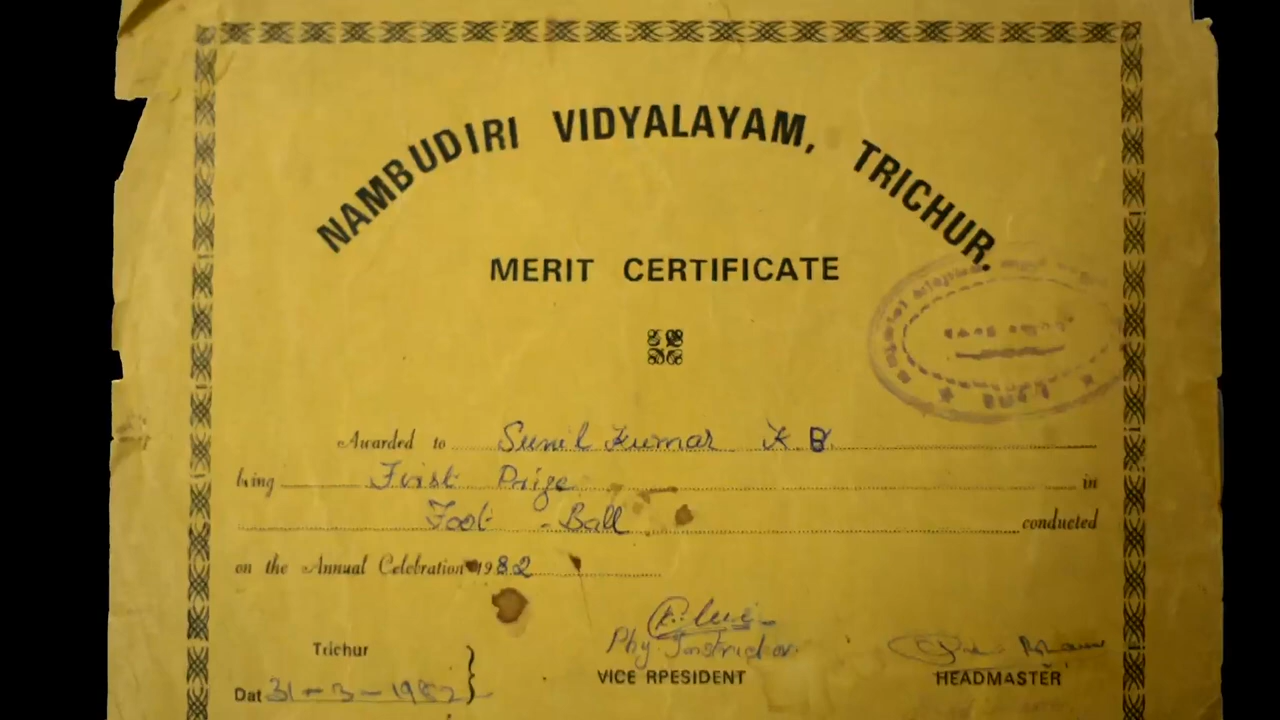 NAMBUDIRI VIDYALAYAM, TRICHUR.
MERIT CERTIFICATE
Awarded to Sunil Kumar K B
being First Prize in
Foot - Ball conducted
on the Annual Celebration 1982
Trichur
Phy. Instructor
VICE RPESIDENT
HEADMASTER
Dat 31-3-1982